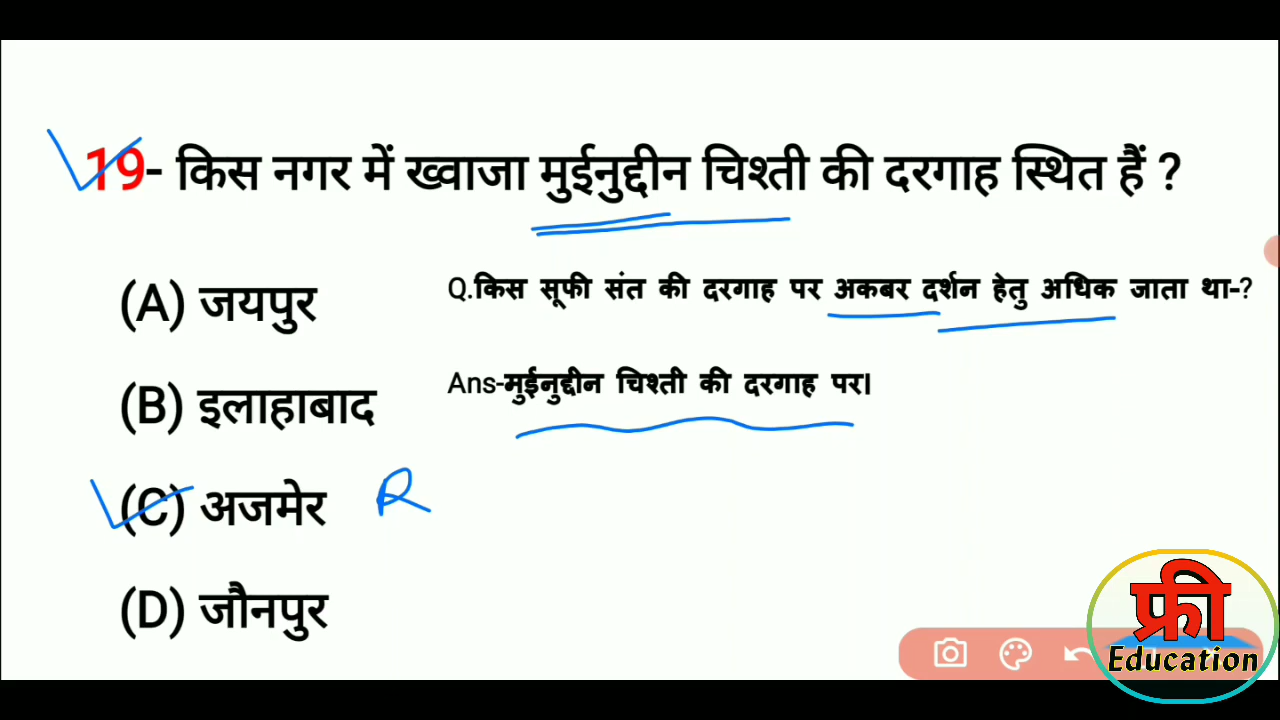 19- किस नगर में ख्वाजा मुईनुद्दीन चिश्ती की दरगाह स्थित हैं ?
(A) जयपुर
Q.किस सूफी संत की दरगाह पर अकबर दर्शन हेतु अधिक जाता था-?
Ans-मुईनुद्दीन चिश्ती की दरगाह पर।
(B) इलाहाबाद
(C) अजमेर R
(D) जौनपुर
फ्री
Education